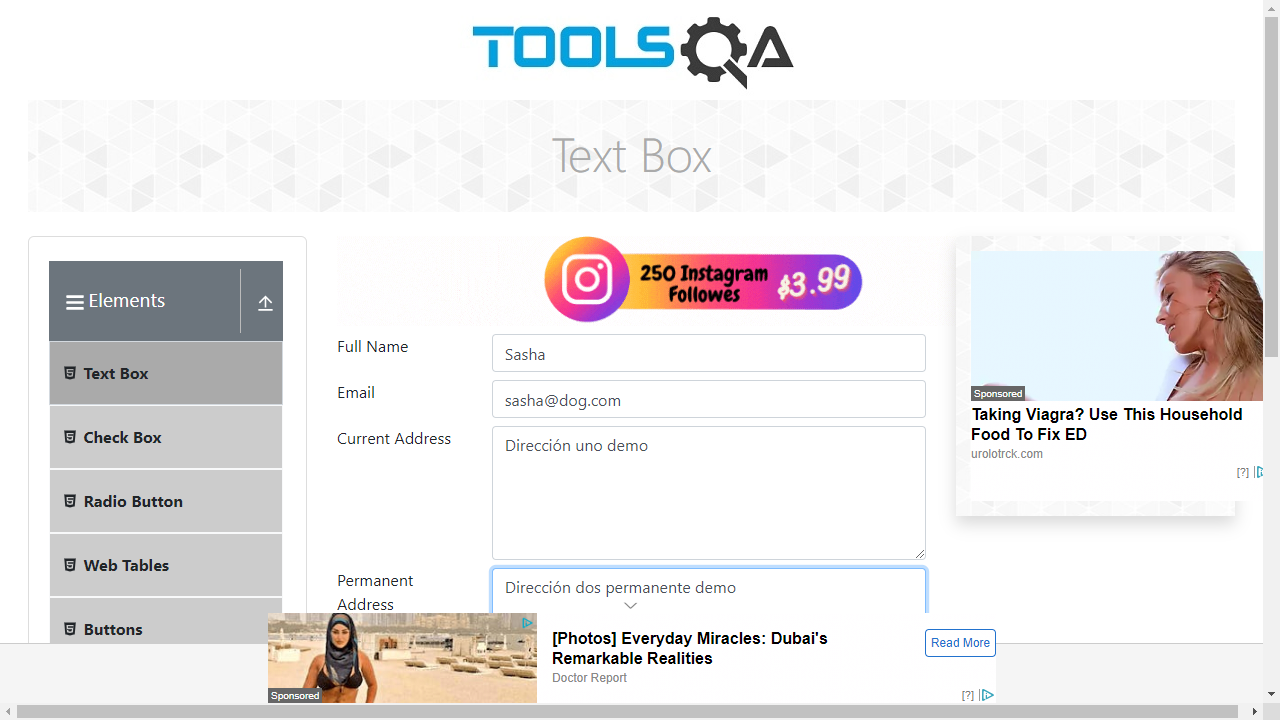 TOOLSQA
Text Box
Elements
Text Box
Check Box
Radio Button
Web Tables
Buttons
250 Instagram
Followes
$3.99
Full Name
Sasha
Email
sasha@dog.com
Current Address
Dirección uno demo
Permanent
Address
Dirección dos permanente demo
Sponsored
Taking Viagra? Use This Household
Food To Fix ED
urolotrck.com
[?]
Sponsored
[Photos] Everyday Miracles: Dubai's
Remarkable Realities
Doctor Report
Read More
[?]